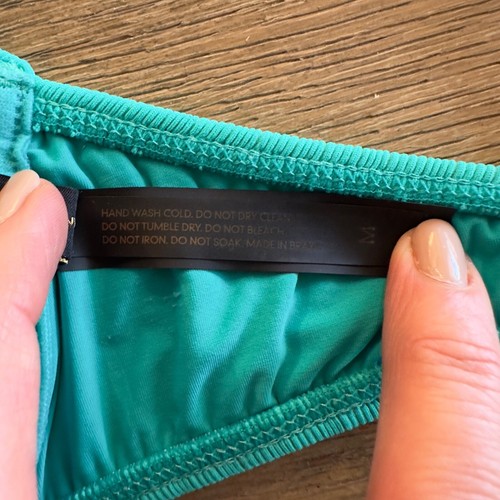 HAND WASH COLD. DO NOT DRY CLEAN.
DO NOT TUMBLE DRY. DO NOT BLEACH.
DO NOT IRON. DO NOT SOAK. MADE IN BRAZIL
M